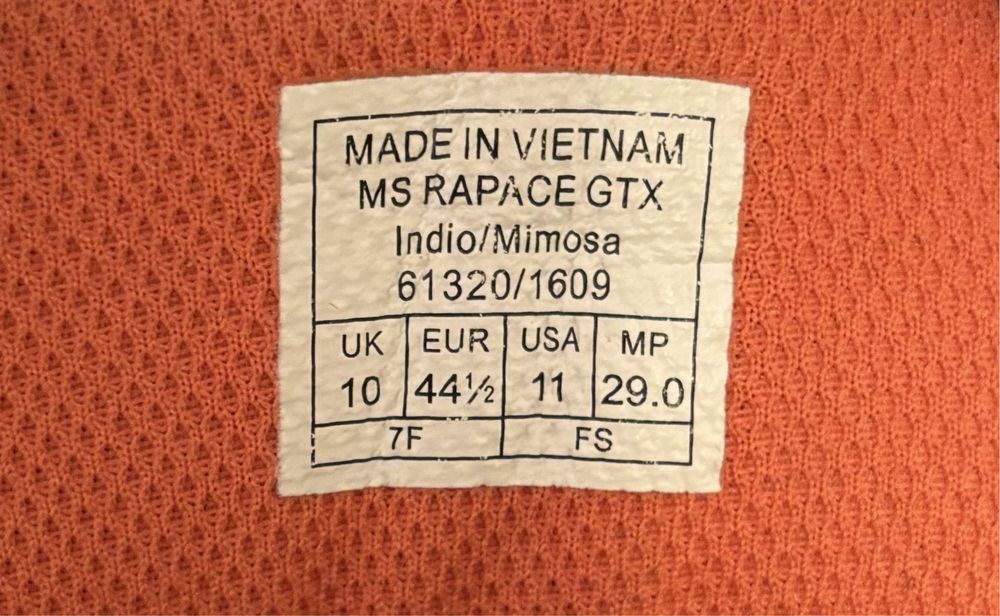 MADE IN VIETNAM
MS RAPACE GTX
Indio/Mimosa
61320/1609
UK EUR USA MP
10 44½ 11 29.0
7F FS